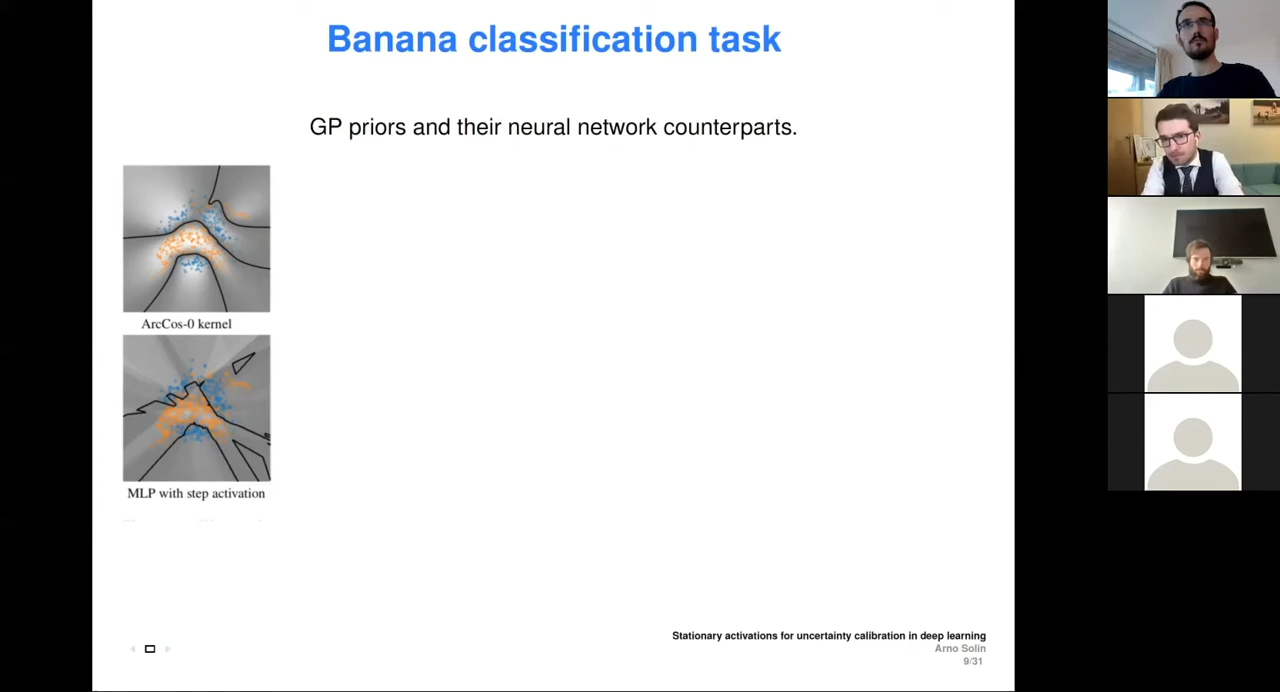 Banana classification task
GP priors and their neural network counterparts.
ArcCos-0 kernel
MLP with step activation
Stationary activations for uncertainty calibration in deep learning
Arno Solin
9/31